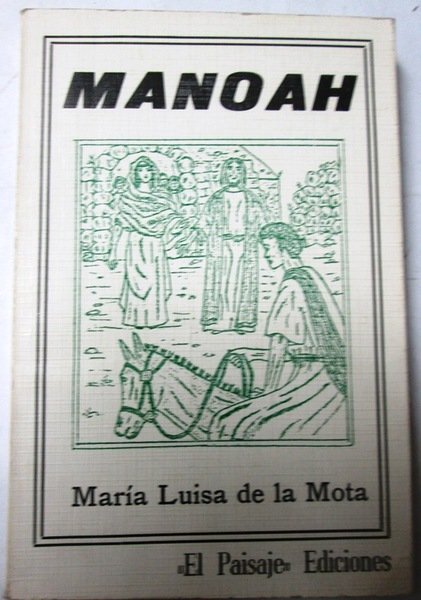 MANOAH
María Luisa de la Mota
«El Paisaje» Ediciones